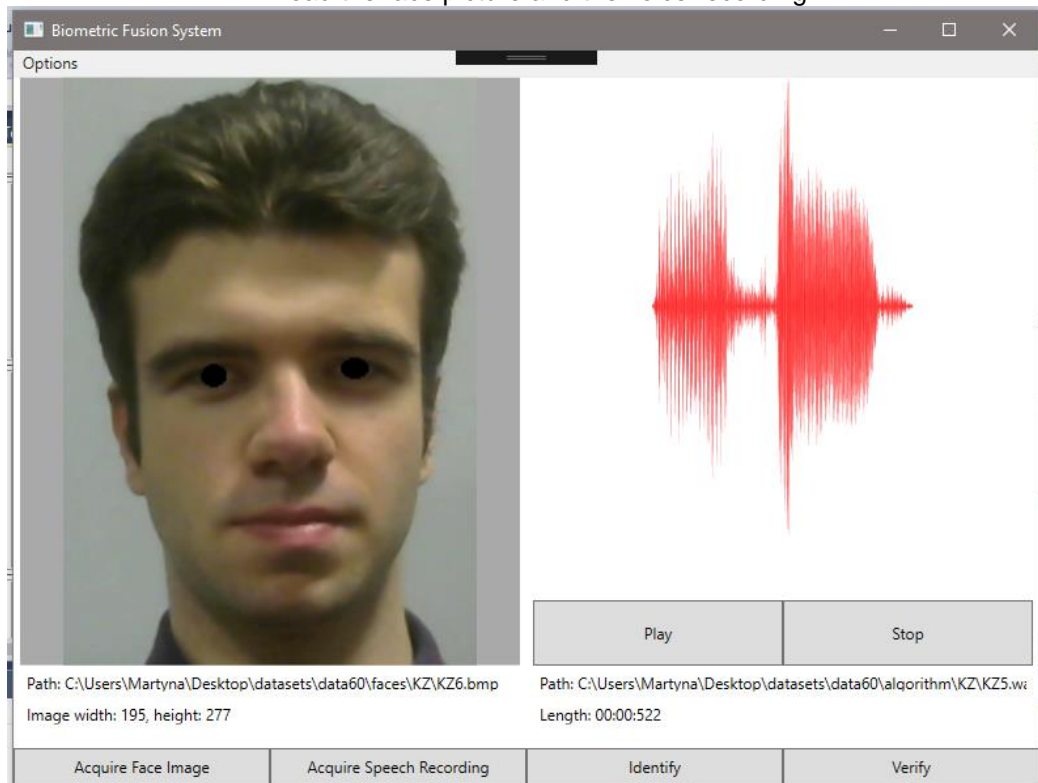 Biometric Fusion System
Options
Play
Stop
Path: C:\Users\Martyna\Desktop\datasets\data60\faces\KZ\KZ6.bmp
Path: C:\Users\Martyna\Desktop\datasets\data60\algorithm\KZ\KZ5.wa
Image width: 195, height: 277
Length: 00:00:522
Acquire Face Image
Acquire Speech Recording
Identify
Verify